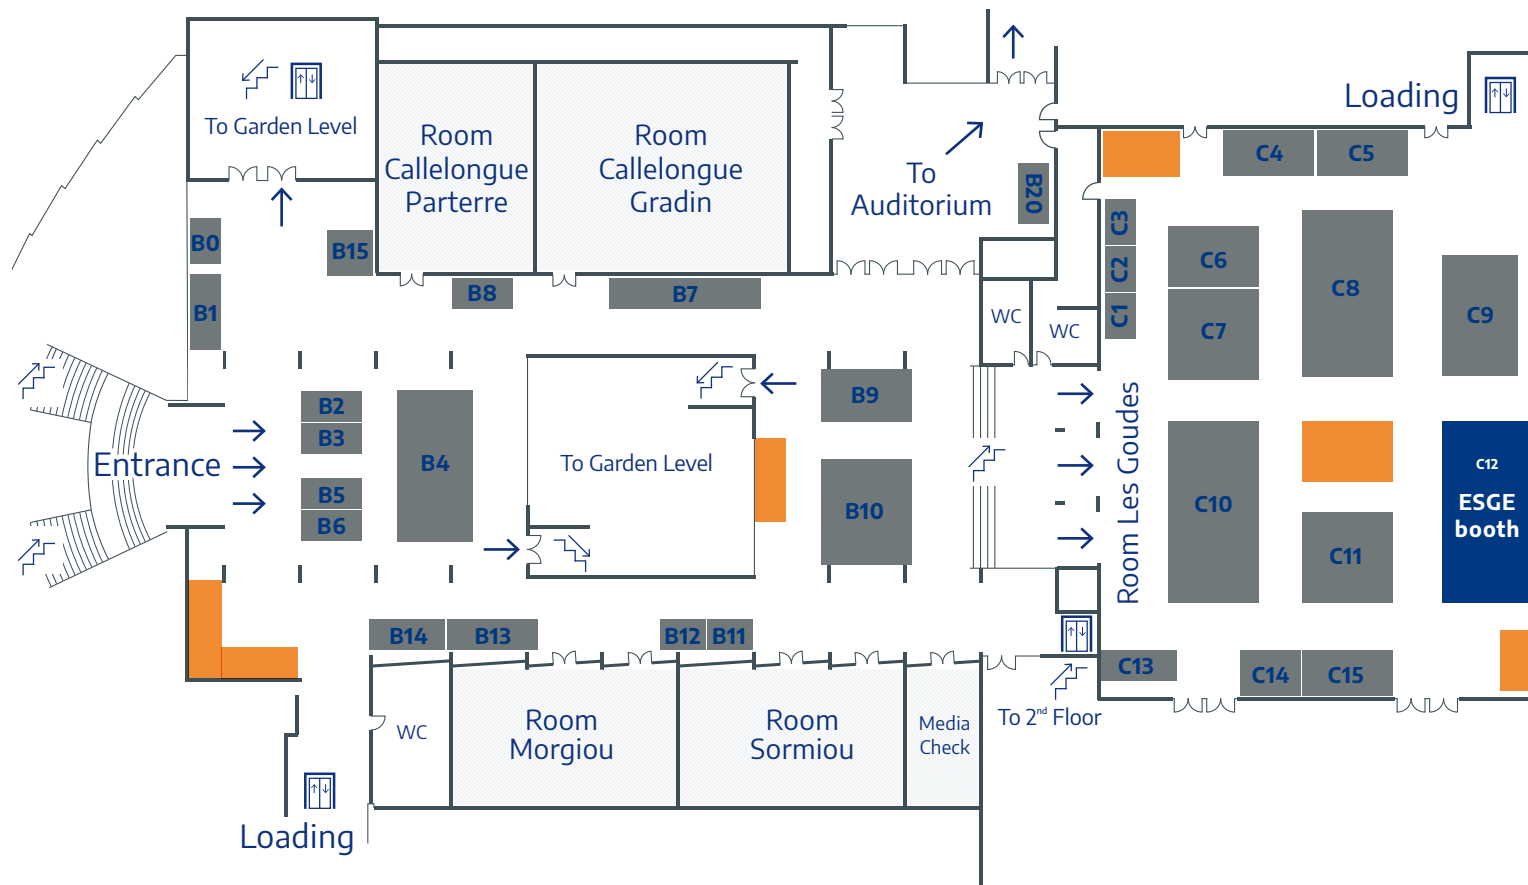 Loading
To Garden Level
Room
Callelongue
Parterre
Room
Callelongue
Gradin
To
Auditorium
B20
C4
C5
B0
B15
B1
B8
B7
C3
C2
C1
C6
C7
C8
C9
WC
WC
B2
B3
B4
B5
B6
Entrance
To Garden Level
B9
B10
Room Les Goudes
C10
C11
C12
ESGE
booth
B14
B13
B12
B11
C13
C14
C15
WC
Room
Morgiou
Room
Sormiou
Media
Check
To 2nd Floor
Loading